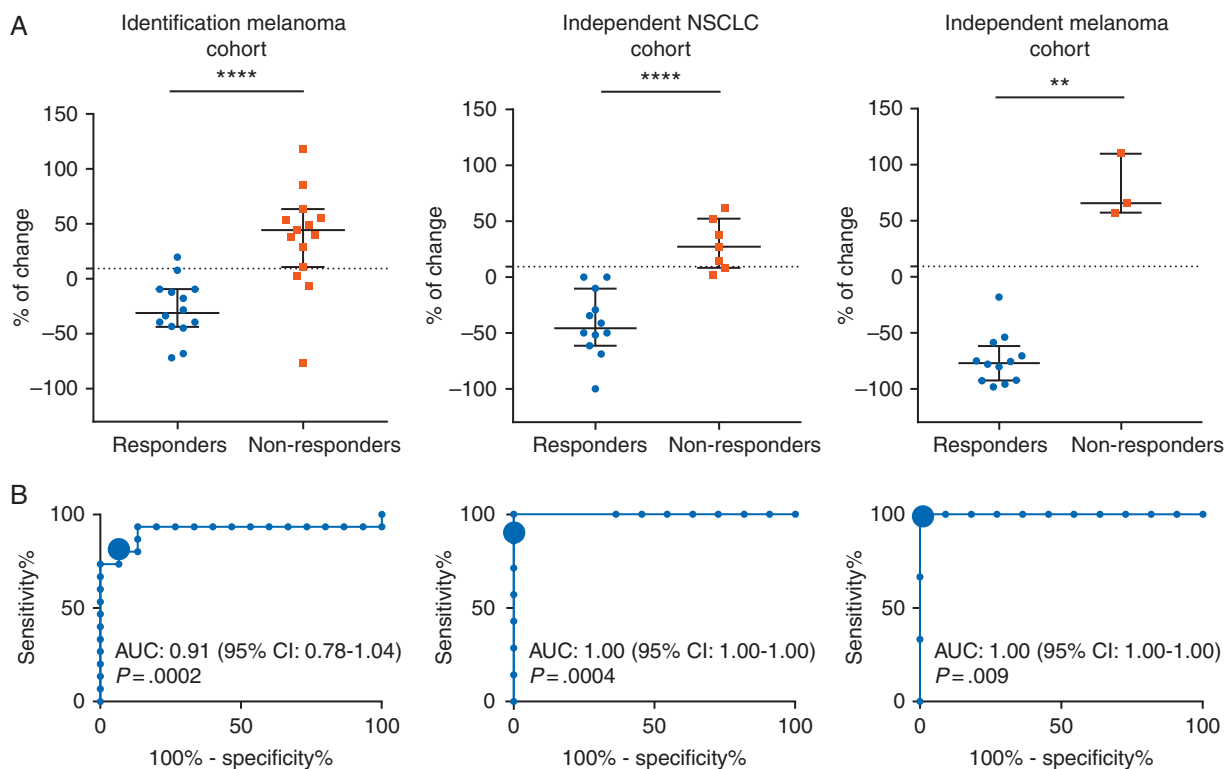 A
Identification melanoma
cohort
****
% of change
150
100
50
0
−50
−100
Responders
Non-responders
Independent NSCLC
cohort
****
% of change
150
100
50
0
−50
−100
Responders
Non-responders
Independent melanoma
cohort
**
% of change
150
100
50
0
−50
−100
Responders
Non-responders
B
Sensitivity%
100
50
0
AUC: 0.91 (95% CI: 0.78-1.04)
P=.0002
0
50
100
100% - specificity%
Sensitivity%
100
50
0
AUC: 1.00 (95% CI: 1.00-1.00)
P=.0004
0
50
100
100% - specificity%
Sensitivity%
100
50
0
AUC: 1.00 (95% CI: 1.00-1.00)
P=.009
0
50
100
100% - specificity%